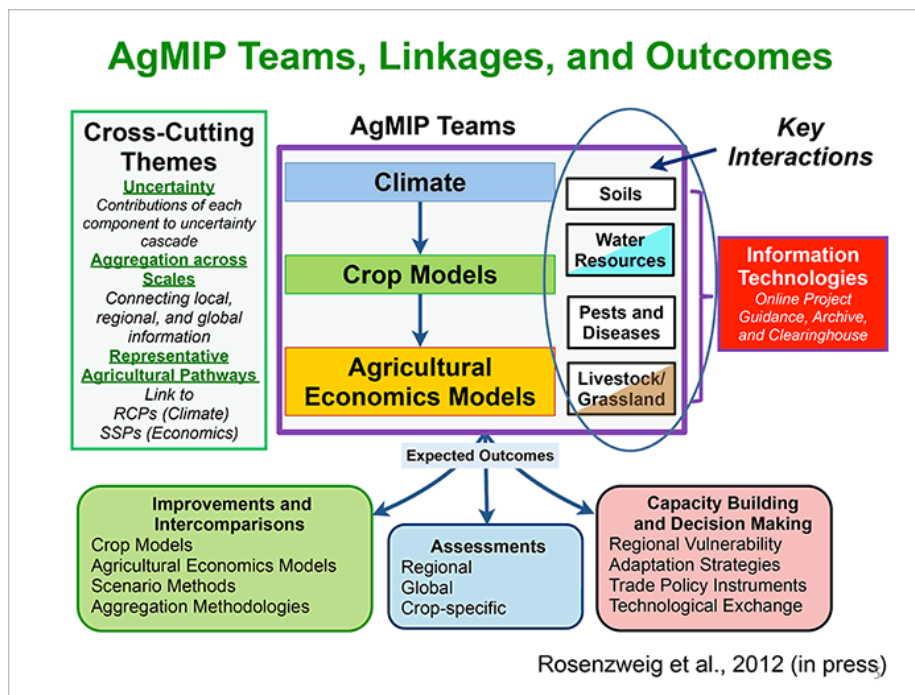 AgMIP Teams, Linkages, and Outcomes
Cross-Cutting
Themes
Uncertainty
Contributions of each
component to uncertainty
cascade
Aggregation across
Scales
Connecting local,
regional, and global
information
Representative
Agricultural Pathways
Link to
RCPs (Climate)
SSPs (Economics)
AgMIP Teams
Climate
Crop Models
Agricultural
Economics Models
Key
Interactions
Soils
Water
Resources
Pests and
Diseases
Livestock/
Grassland
Information
Technologies
Online Project
Guidance, Archive,
and Clearinghouse
Expected Outcomes
Improvements and
Intercomparisons
Crop Models
Agricultural Economics Models
Scenario Methods
Aggregation Methodologies
Assessments
Regional
Global
Crop-specific
Capacity Building
and Decision Making
Regional Vulnerability
Adaptation Strategies
Trade Policy Instruments
Technological Exchange
Rosenzweig et al., 2012 (in press)